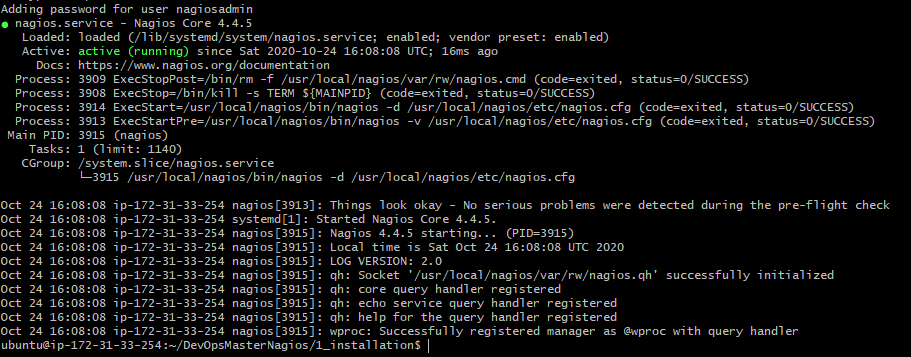 Adding password for user nagiosadmin
● nagios.service - Nagios Core 4.4.5
   Loaded: loaded (/lib/systemd/system/nagios.service; enabled; vendor preset: enabled)
   Active: active (running) since Sat 2020-10-24 16:08:08 UTC; 16ms ago
     Docs: https://www.nagios.org/documentation
  Process: 3909 ExecStopPost=/bin/rm -f /usr/local/nagios/var/rw/nagios.cmd (code=exited, status=0/SUCCESS)
  Process: 3908 ExecStop=/bin/kill -s TERM ${MAINPID} (code=exited, status=0/SUCCESS)
  Process: 3914 ExecStart=/usr/local/nagios/bin/nagios -d /usr/local/nagios/etc/nagios.cfg (code=exited, status=0/SUCCESS)
  Process: 3913 ExecStartPre=/usr/local/nagios/bin/nagios -v /usr/local/nagios/etc/nagios.cfg (code=exited, status=0/SUCCESS)
 Main PID: 3915 (nagios)
    Tasks: 1 (limit: 1140)
   CGroup: /system.slice/nagios.service
           └─3915 /usr/local/nagios/bin/nagios -d /usr/local/nagios/etc/nagios.cfg

Oct 24 16:08:08 ip-172-31-33-254 nagios[3913]: Things look okay - No serious problems were detected during the pre-flight check
Oct 24 16:08:08 ip-172-31-33-254 systemd[1]: Started Nagios Core 4.4.5.
Oct 24 16:08:08 ip-172-31-33-254 nagios[3915]: Nagios 4.4.5 starting... (PID=3915)
Oct 24 16:08:08 ip-172-31-33-254 nagios[3915]: Local time is Sat Oct 24 16:08:08 UTC 2020
Oct 24 16:08:08 ip-172-31-33-254 nagios[3915]: LOG VERSION: 2.0
Oct 24 16:08:08 ip-172-31-33-254 nagios[3915]: qh: Socket '/usr/local/nagios/var/rw/nagios.qh' successfully initialized
Oct 24 16:08:08 ip-172-31-33-254 nagios[3915]: qh: core query handler registered
Oct 24 16:08:08 ip-172-31-33-254 nagios[3915]: qh: echo service query handler registered
Oct 24 16:08:08 ip-172-31-33-254 nagios[3915]: qh: help for the query handler registered
Oct 24 16:08:08 ip-172-31-33-254 nagios[3915]: wproc: Successfully registered manager as @wproc with query handler
ubuntu@ip-172-31-33-254:~/DevOpsMasterNagios/1_installation$